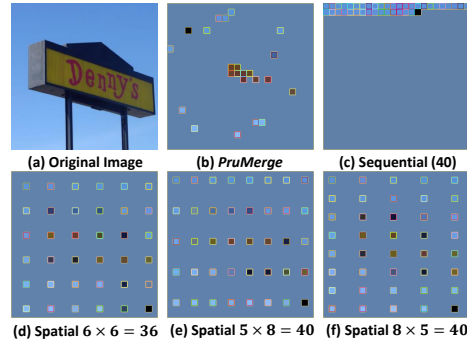 Denny's
(a) Original Image
(b) PruMerge
(c) Sequential (40)
(d) Spatial 6 × 6 = 36
(e) Spatial 5 × 8 = 40
(f) Spatial 8 × 5 = 40